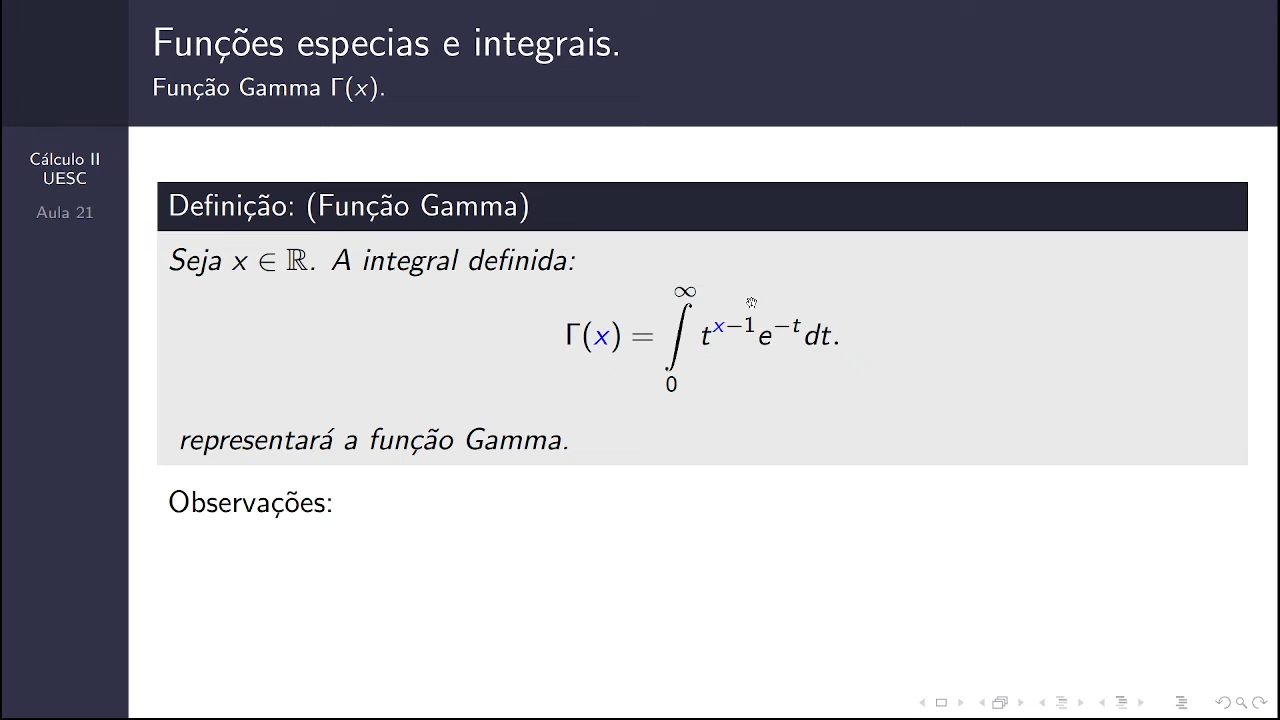 Funções especias e integrais.
Função Gamma Γ(x).
Cálculo II
UESC
Aula 21
Definição: (Função Gamma)
Seja x ∈ ℝ. A integral definida:
Γ(x) = ∫₀^∞ t^{x−1} e^{−t} dt.
representará a função Gamma.
Observações: